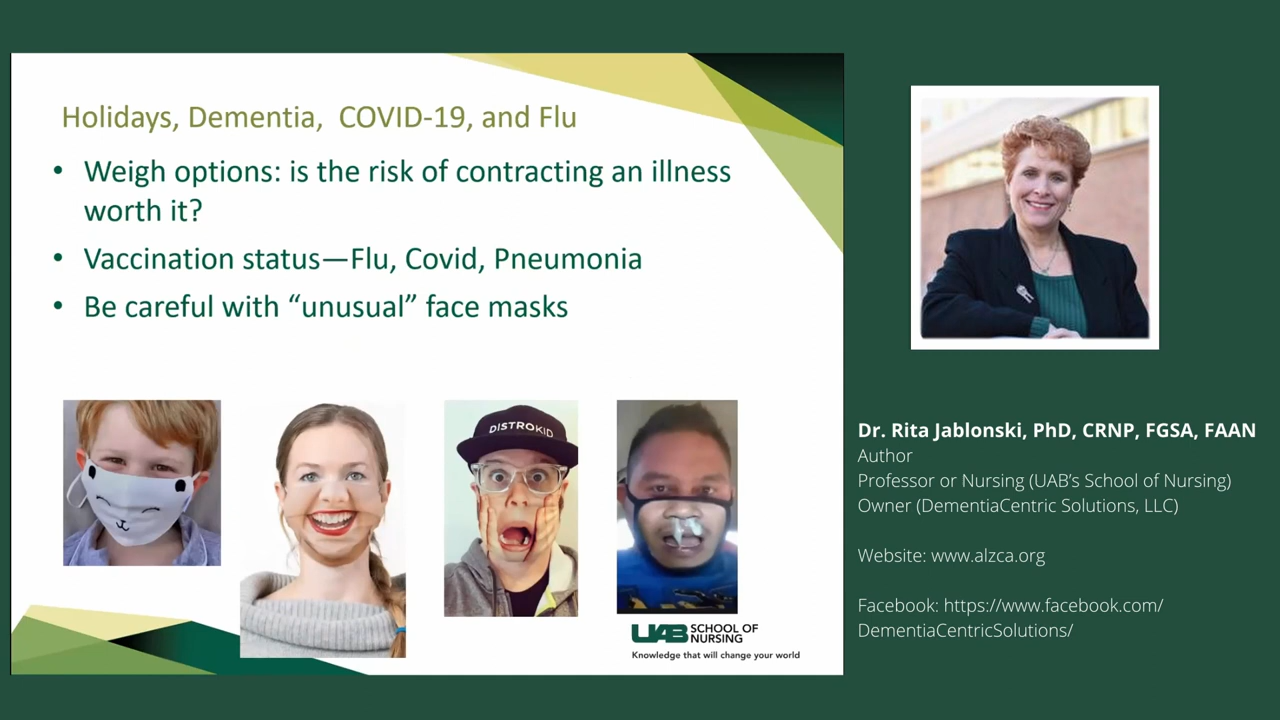 Holidays, Dementia, COVID-19, and Flu
• Weigh options: is the risk of contracting an illness
worth it?
• Vaccination status—Flu, Covid, Pneumonia
• Be careful with “unusual” face masks
DISTROKID
UAB SCHOOL OF
NURSING
Knowledge that will change your world
Dr. Rita Jablonski, PhD, CRNP, FGSA, FAAN
Author
Professor or Nursing (UAB’s School of Nursing)
Owner (DementiaCentric Solutions, LLC)
Website: www.alzca.org
Facebook: https://www.facebook.com/
DementiaCentricSolutions/